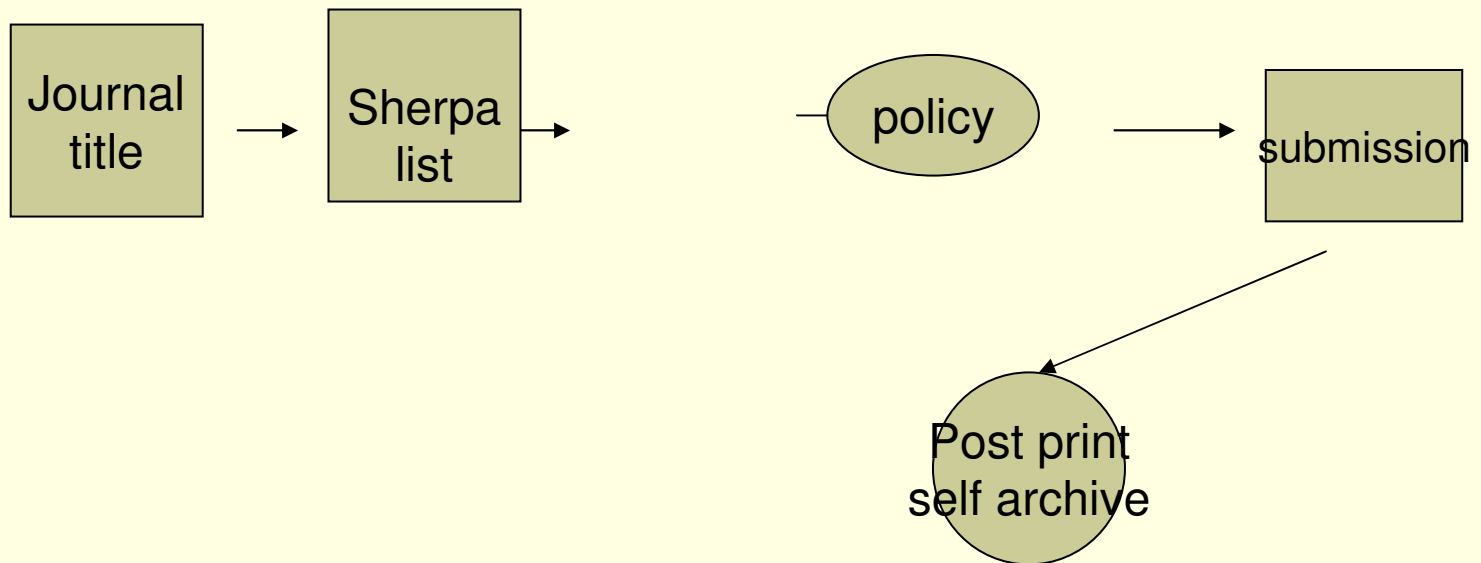 Journal
title
Sherpa
list
policy
submission
Post print
self archive